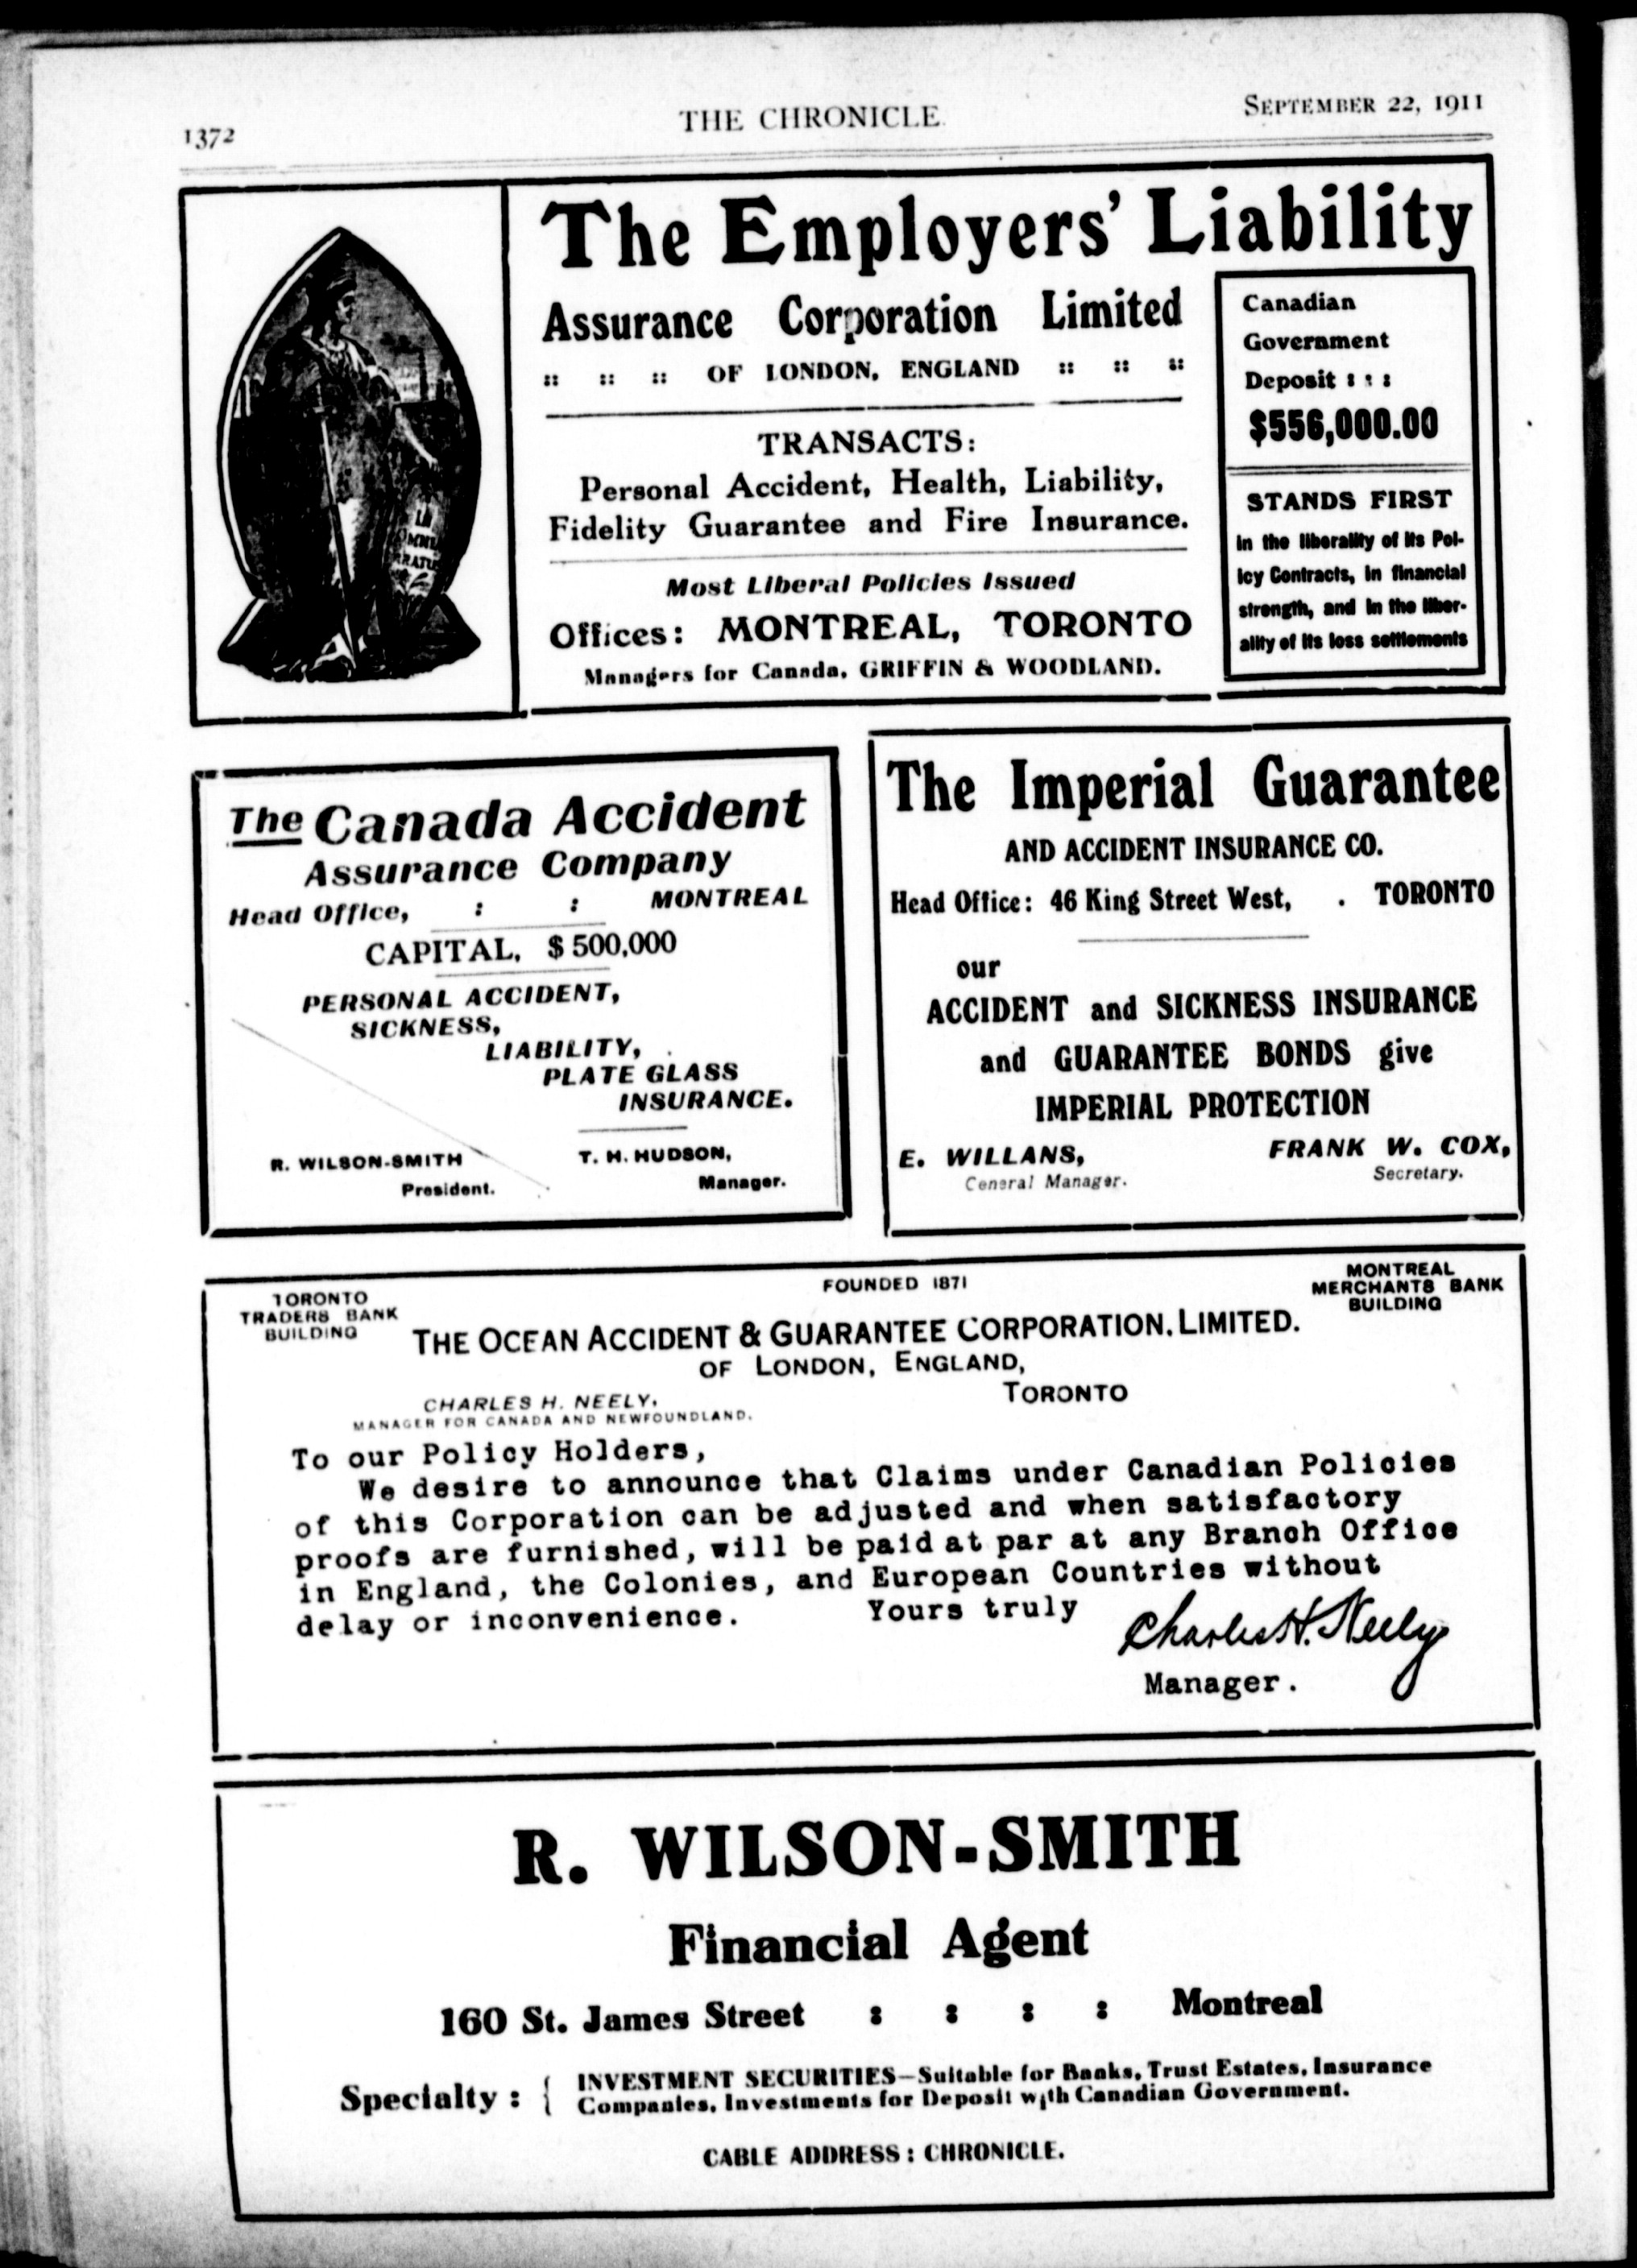 1372
THE CHRONICLE
SEPTEMBER 22, 1911
The Employers' Liability
Assurance Corporation Limited
:: :: :: OF LONDON, ENGLAND :: :: ::
TRANSACTS:
Personal Accident, Health, Liability,
Fidelity Guarantee and Fire Insurance.
Most Liberal Policies Issued
Offices: MONTREAL, TORONTO
Managers for Canada, GRIFFIN & WOODLAND.
Canadian
Government
Deposit : : :
$556,000.00
STANDS FIRST
in the liberality of its Pol-
icy Contracts, in financial
strength, and in the liber-
ality of its loss settlements
The Canada Accident
Assurance Company
Head Office, : : MONTREAL
CAPITAL, $500,000
PERSONAL ACCIDENT,
SICKNESS,
LIABILITY,
PLATE GLASS
INSURANCE.
R. WILSON-SMITH
President.
T. H. HUDSON,
Manager.
The Imperial Guarantee
AND ACCIDENT INSURANCE CO.
Head Office: 46 King Street West, . TORONTO
our
ACCIDENT and SICKNESS INSURANCE
and GUARANTEE BONDS give
IMPERIAL PROTECTION
E. WILLANS,
General Manager.
FRANK W. COX,
Secretary.
TORONTO
TRADERS BANK
BUILDING
FOUNDED 1871
MONTREAL
MERCHANTS BANK
BUILDING
THE OCEAN ACCIDENT & GUARANTEE CORPORATION, LIMITED.
OF LONDON, ENGLAND,
TORONTO
CHARLES H. NEELY,
MANAGER FOR CANADA AND NEWFOUNDLAND.
To our Policy Holders,
We desire to announce that Claims under Canadian Policies
of this Corporation can be adjusted and when satisfactory
proofs are furnished, will be paid at par at any Branch Office
in England, the Colonies, and European Countries without
delay or inconvenience. Yours truly
Charles H. Neely
Manager.
R. WILSON-SMITH
Financial Agent
160 St. James Street : : : : Montreal
Specialty : { INVESTMENT SECURITIES—Suitable for Banks, Trust Estates, Insurance
Companies, Investments for Deposit with Canadian Government.
CABLE ADDRESS : CHRONICLE.